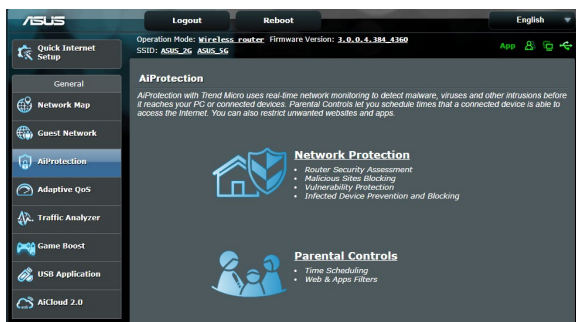 ASUS
Logout
Reboot
English
Quick Internet
Setup
Operation Mode: Wireless router Firmware Version: 3.0.0.4.384_4360
SSID: ASUS_2G ASUS_5G
App
General
Network Map
Guest Network
AiProtection
Adaptive QoS
Traffic Analyzer
Game Boost
USB Application
AiCloud 2.0
AiProtection
AiProtection with Trend Micro uses real-time network monitoring to detect malware, viruses and other intrusions before
it reaches your PC or connected devices. Parental Controls let you schedule times that a connected device is able to
access the Internet. You can also restrict unwanted websites and apps.
Network Protection
• Router Security Assessment
• Malicious Sites Blocking
• Vulnerability Protection
• Infected Device Prevention and Blocking
Parental Controls
• Time Scheduling
• Web & Apps Filters